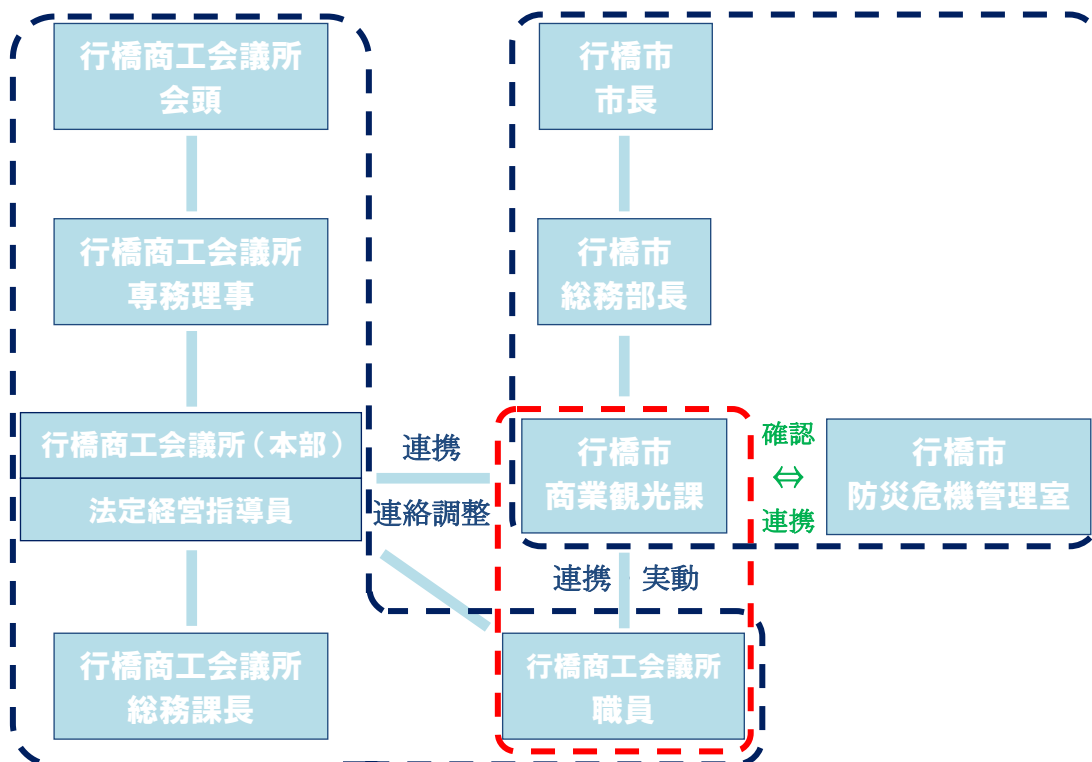 行橋商工会議所
会頭
行橋市
市長
行橋商工会議所
専務理事
行橋市
総務部長
行橋商工会議所(本部)
法定経営指導員
連携
連絡調整
行橋市
商業観光課
確認
⇔
連携
行橋市
防災危機管理室
連携・実動
行橋商工会議所
総務課長
行橋商工会議所
職員